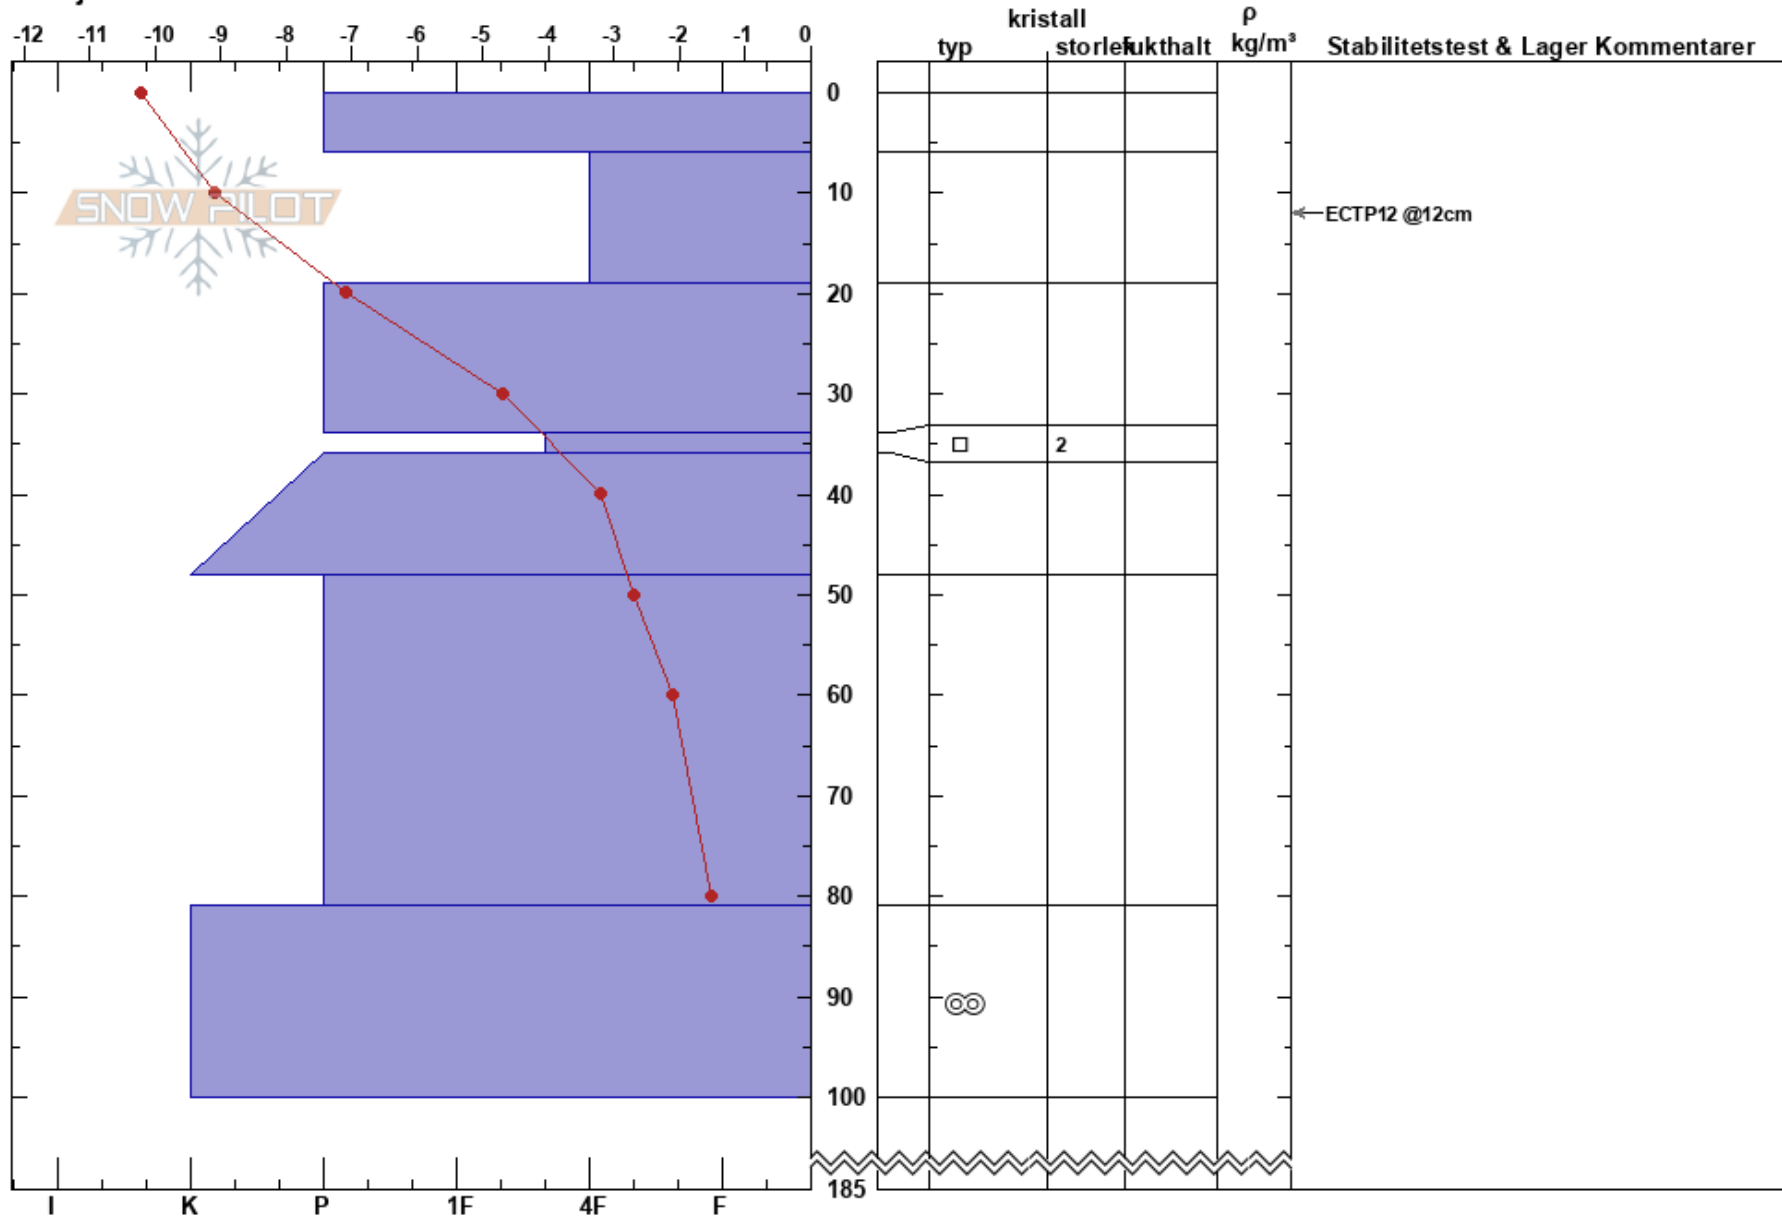 kristall ρ
-12 -11 -10 -9 -8 -7 -6 -5 -4 -3 -2 -1 0 typ storlek fukthalt kg/m³ Stabilitetstest & Lager Kommentarer
0
10
SNOW PILOT
ECTP12 @12cm
20
30
2
40
50
60
70
80
90
100
185
I K P 1F 4F F